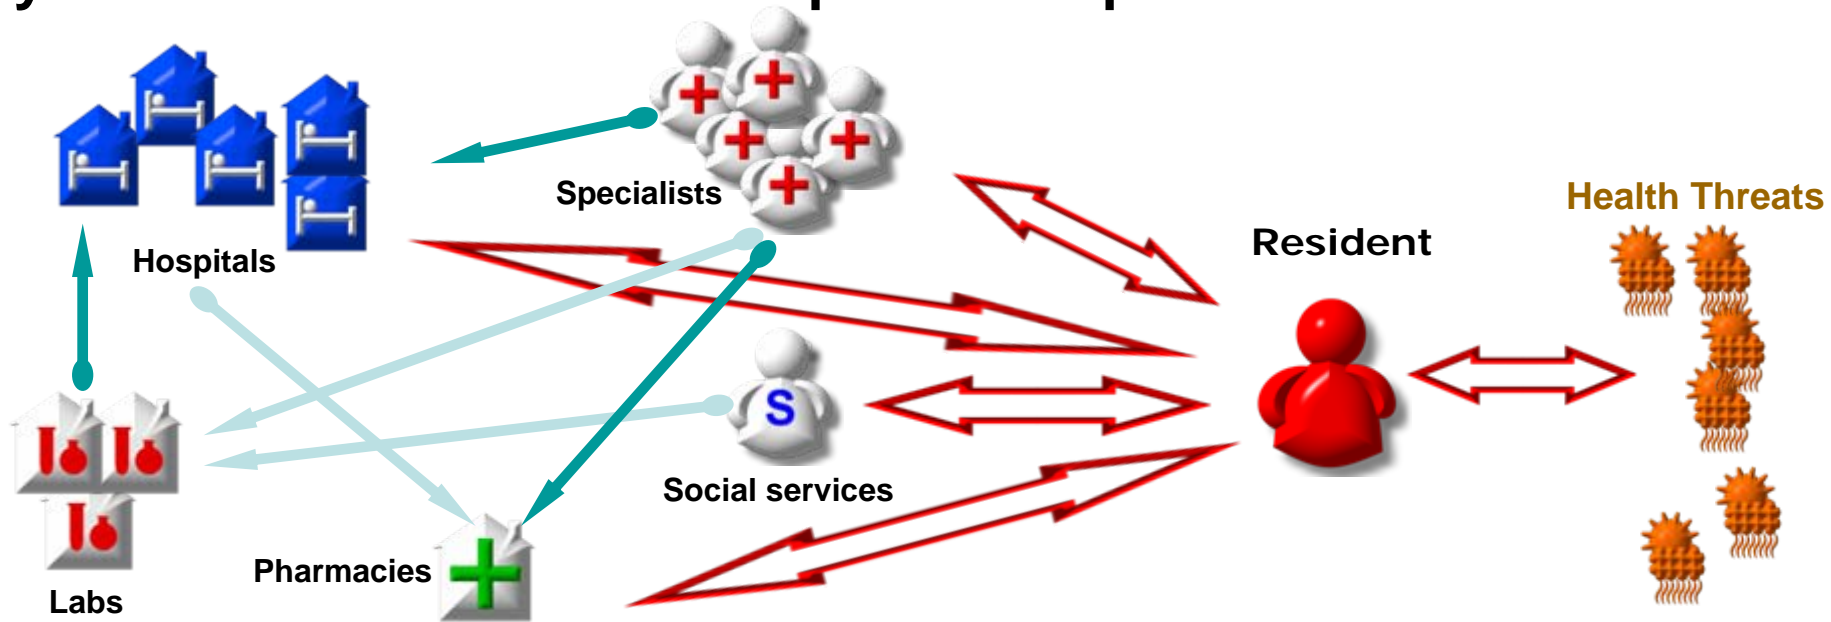 Specialists
Health Threats
Resident
Hospitals
S
Social services
Pharmacies
Labs